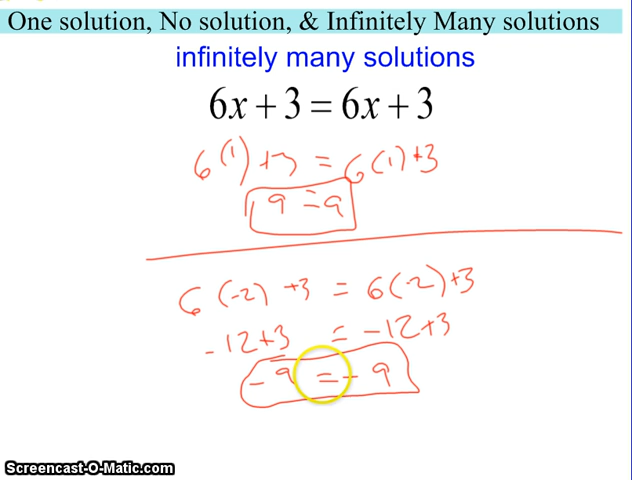 One solution, No solution, & Infinitely Many solutions
infinitely many solutions
6x + 3 = 6x + 3
6(1) + 3 = 6(1) + 3
9 = 9
6(-2) + 3 = 6(-2) + 3
-12 + 3 = -12 + 3
-9 = -9
Screencast-O-Matic.com